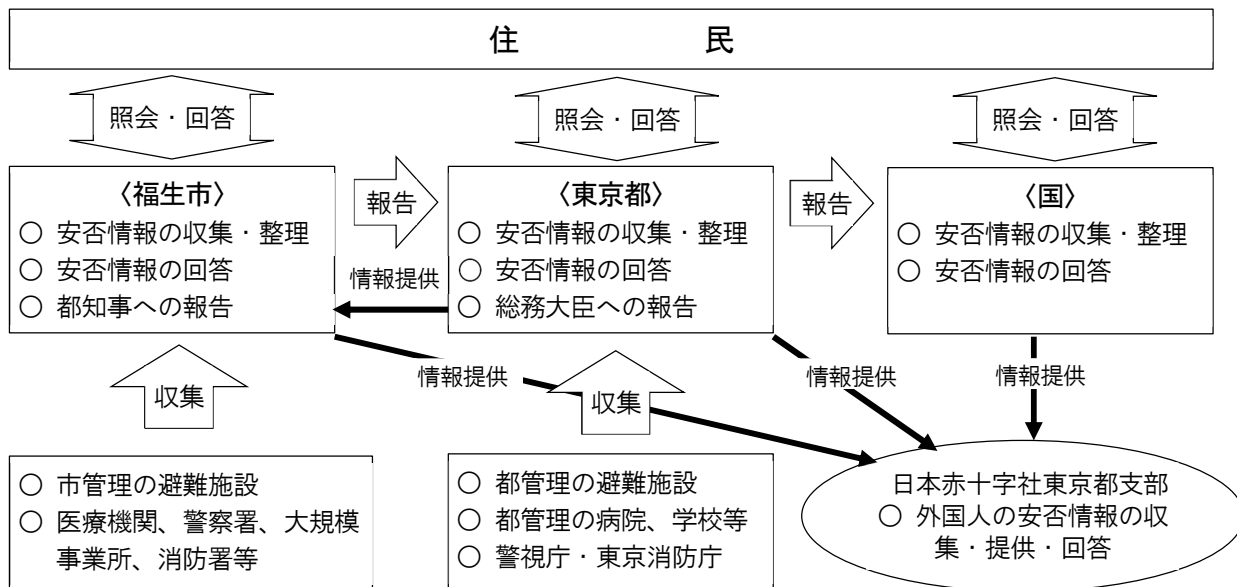 住 民
照会・回答
照会・回答
照会・回答
〈福生市〉
○ 安否情報の収集・整理
○ 安否情報の回答
○ 都知事への報告
報告
情報提供
〈東京都〉
○ 安否情報の収集・整理
○ 安否情報の回答
○ 総務大臣への報告
報告
〈国〉
○ 安否情報の収集・整理
○ 安否情報の回答
収集
情報提供
収集
情報提供
情報提供
○ 市管理の避難施設
○ 医療機関、警察署、大規模
事業所、消防署等
○ 都管理の避難施設
○ 都管理の病院、学校等
○ 警視庁・東京消防庁
日本赤十字社東京都支部
○ 外国人の安否情報の収
集・提供・回答